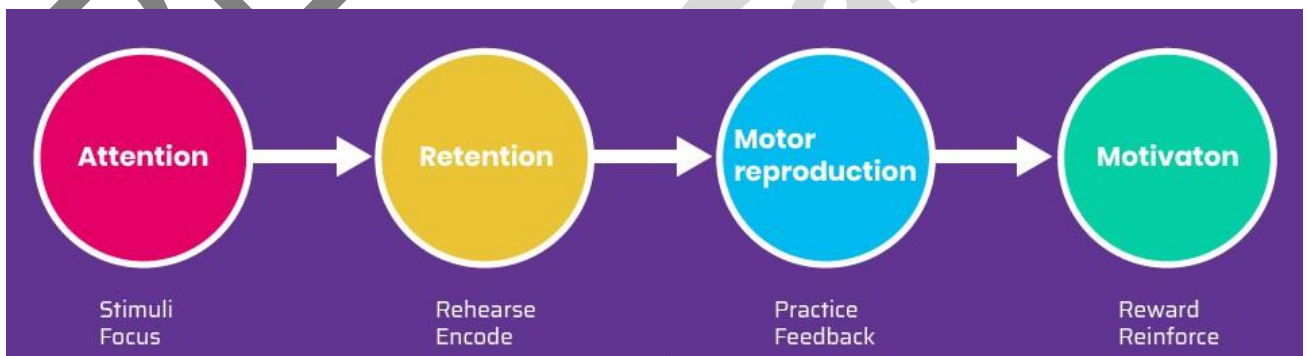 Attention
Retention
Motor
reproduction
Motivaton
Stimuli
Focus
Rehearse
Encode
Practice
Feedback
Reward
Reinforce